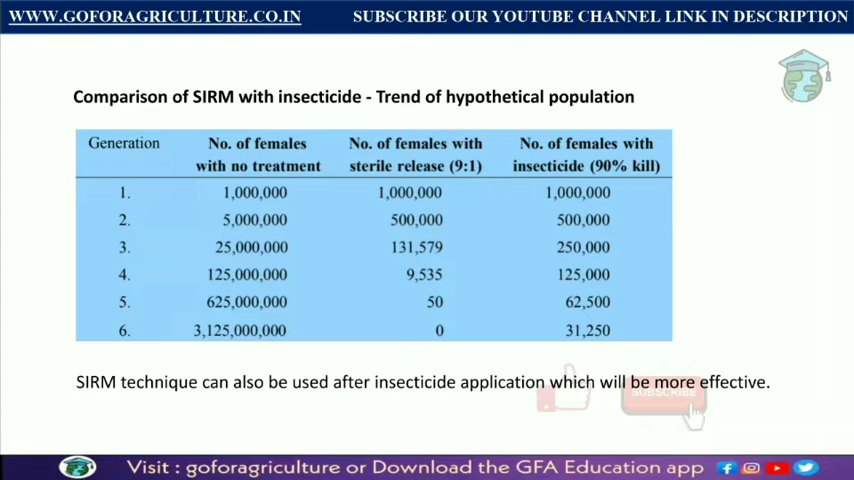 WWW.GOFORAGRICULTURE.CO.IN SUBSCRIBE OUR YOUTUBE CHANNEL LINK IN DESCRIPTION
Comparison of SIRM with insecticide - Trend of hypothetical population
Generation No. of females with no treatment No. of females with sterile release (9:1) No. of females with insecticide (90% kill)
1. 1,000,000 1,000,000 1,000,000
2. 5,000,000 500,000 500,000
3. 25,000,000 131,579 250,000
4. 125,000,000 9,535 125,000
5. 625,000,000 50 62,500
6. 3,125,000,000 0 31,250
SIRM technique can also be used after insecticide application which will be more effective.
SUBSCRIBE
Visit : goforagriculture or Download the GFA Education app